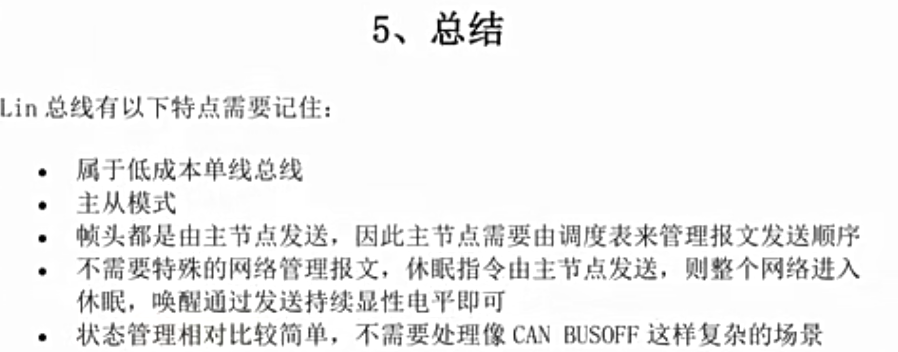 5、总结
Lin 总线有以下特点需要记住：
• 属于低成本单线总线
• 主从模式
• 帧头都是由主节点发送，因此主节点需要由调度表来管理报文发送顺序
• 不需要特殊的网络管理报文，休眠指令由主节点发送，则整个网络进入
休眠，唤醒通过发送持续显性电平即可
• 状态管理相对比较简单，不需要处理像 CAN BUSOFF 这样复杂的场景